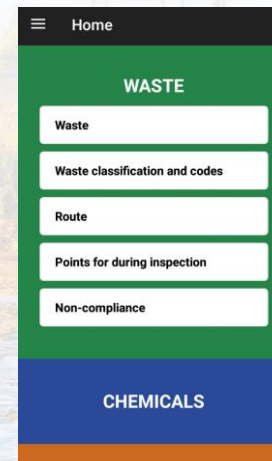 Home
WASTE
Waste
Waste classification and codes
Route
Points for during inspection
Non-compliance
CHEMICALS